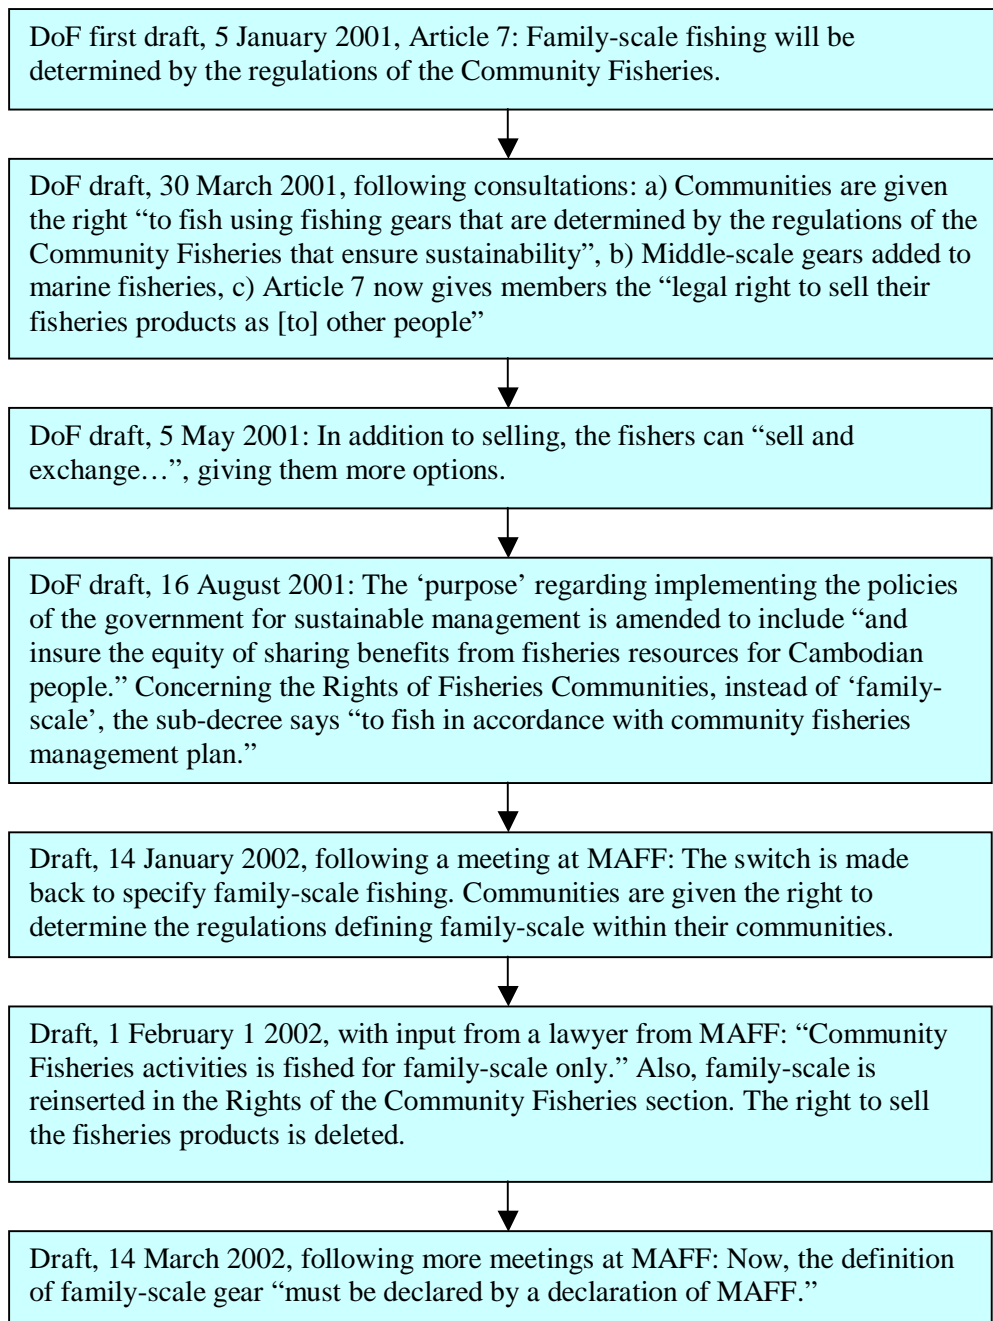 DoF first draft, 5 January 2001, Article 7: Family-scale fishing will be
determined by the regulations of the Community Fisheries.
DoF draft, 30 March 2001, following consultations: a) Communities are given
the right “to fish using fishing gears that are determined by the regulations of the
Community Fisheries that ensure sustainability”, b) Middle-scale gears added to
marine fisheries, c) Article 7 now gives members the “legal right to sell their
fisheries products as [to] other people”
DoF draft, 5 May 2001: In addition to selling, the fishers can “sell and
exchange…”, giving them more options.
DoF draft, 16 August 2001: The ‘purpose’ regarding implementing the policies
of the government for sustainable management is amended to include “and
insure the equity of sharing benefits from fisheries resources for Cambodian
people.” Concerning the Rights of Fisheries Communities, instead of ‘family-
scale’, the sub-decree says “to fish in accordance with community fisheries
management plan.”
Draft, 14 January 2002, following a meeting at MAFF: The switch is made
back to specify family-scale fishing. Communities are given the right to
determine the regulations defining family-scale within their communities.
Draft, 1 February 1 2002, with input from a lawyer from MAFF: “Community
Fisheries activities is fished for family-scale only.” Also, family-scale is
reinserted in the Rights of the Community Fisheries section. The right to sell
the fisheries products is deleted.
Draft, 14 March 2002, following more meetings at MAFF: Now, the definition
of family-scale gear “must be declared by a declaration of MAFF.”